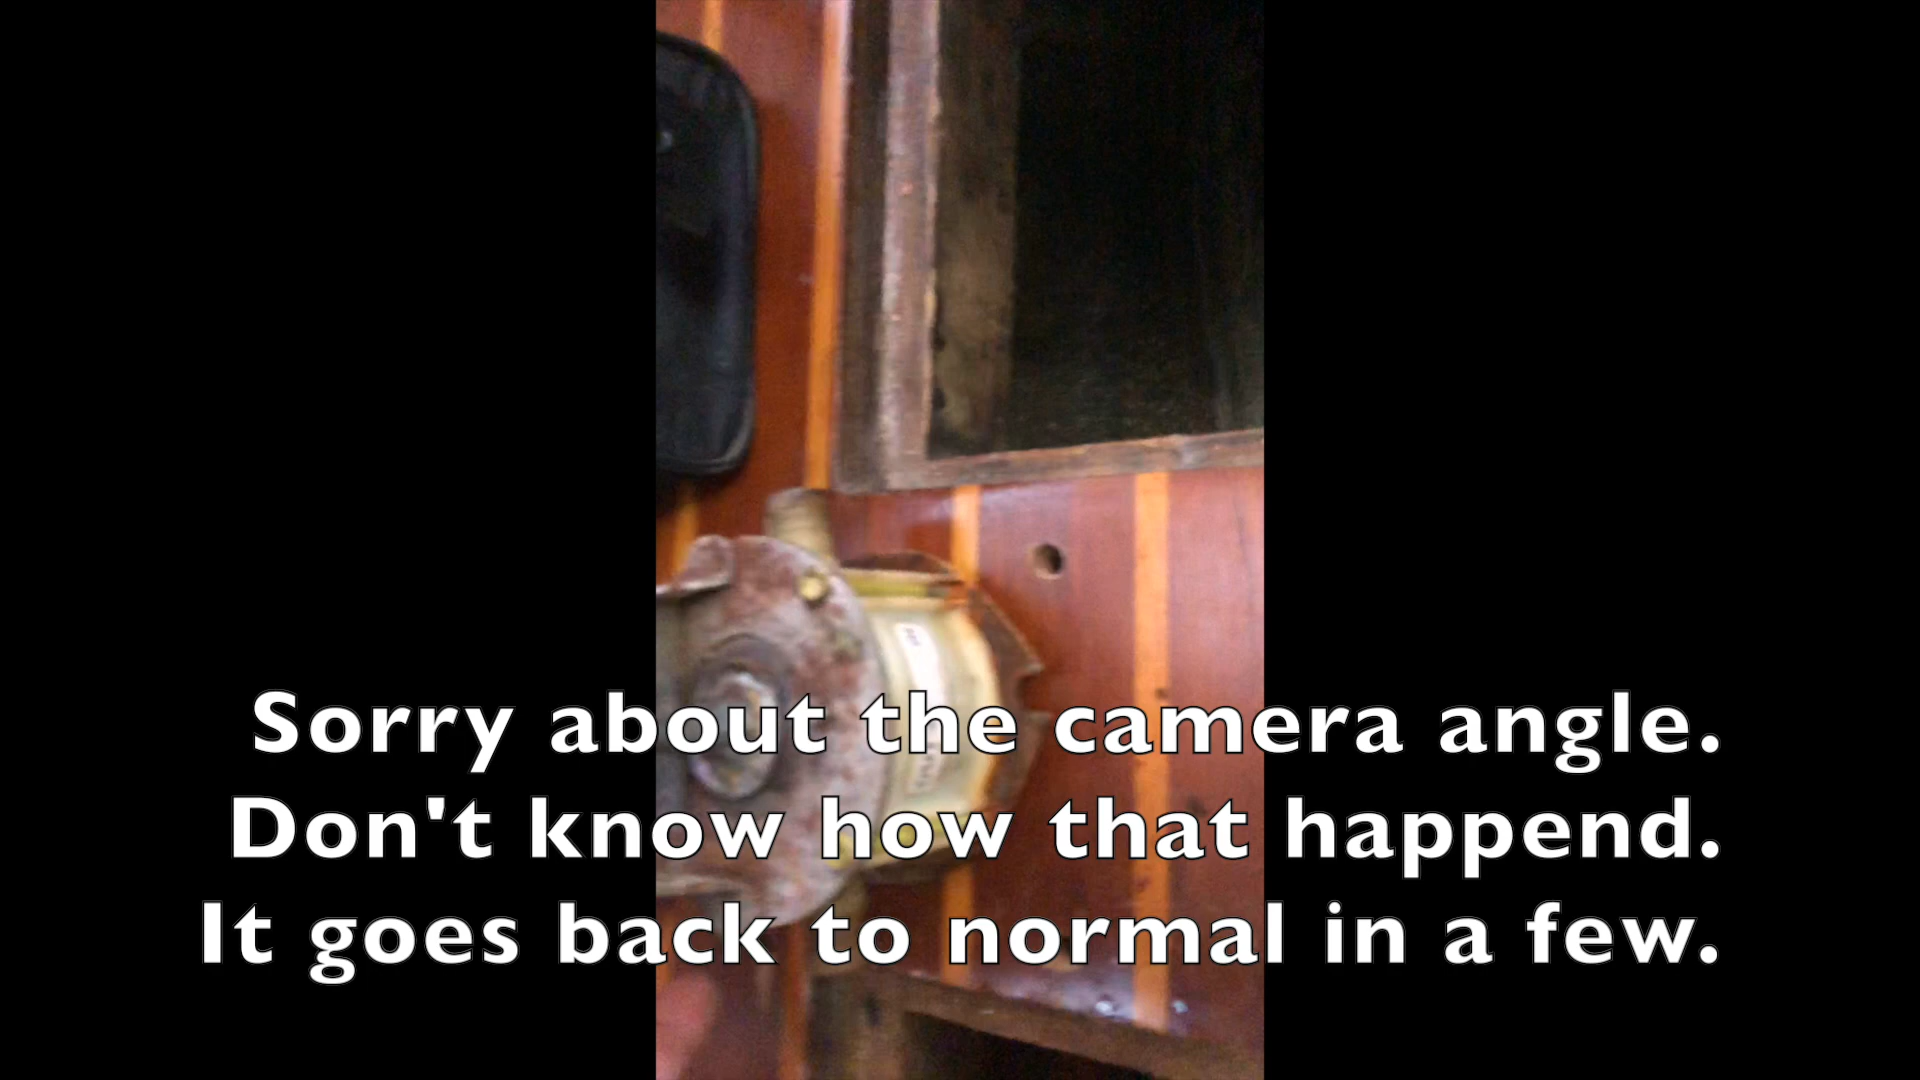 Sorry about the camera angle.
Don't know how that happend.
It goes back to normal in a few.